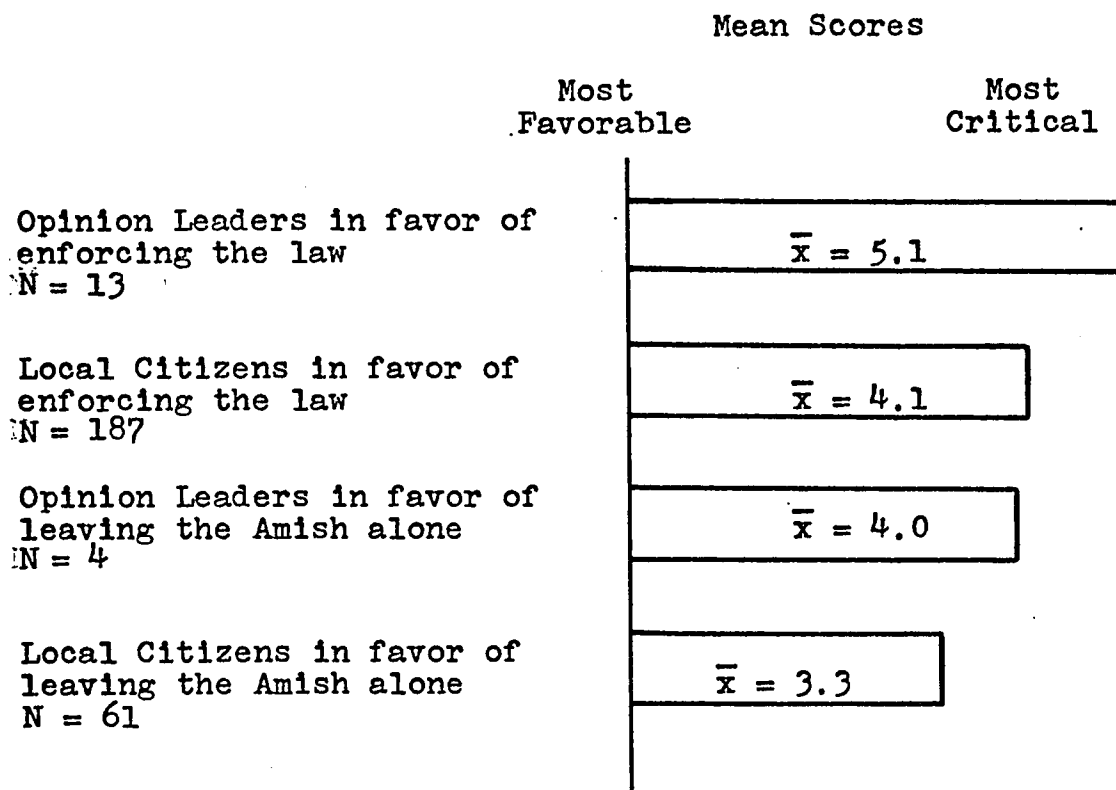 Mean Scores
Most Most
Favorable Critical
Opinion Leaders in favor of
enforcing the law
N = 13
x̅ = 5.1
Local Citizens in favor of
enforcing the law
N = 187
x̅ = 4.1
Opinion Leaders in favor of
leaving the Amish alone
N = 4
x̅ = 4.0
Local Citizens in favor of
leaving the Amish alone
N = 61
x̅ = 3.3